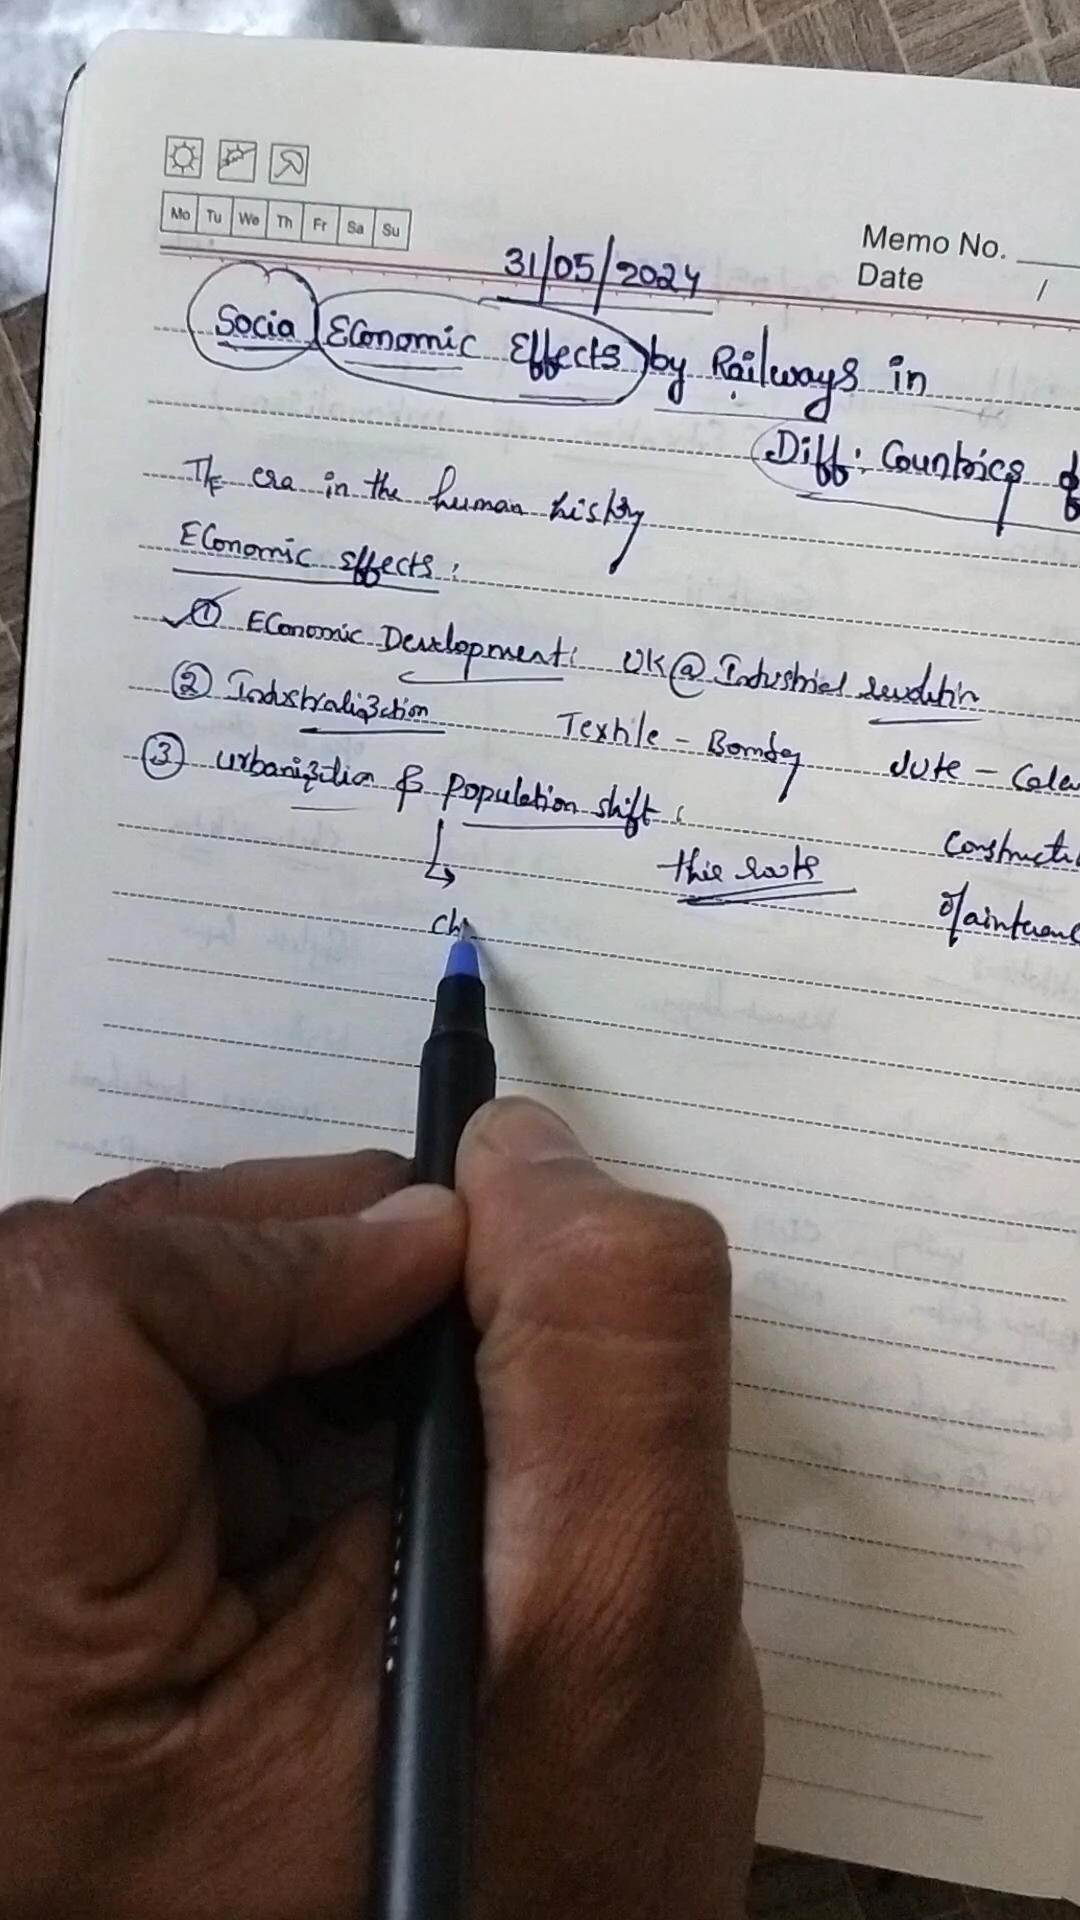 Mo Tu We Th Fr Sa Su
Memo No.
Date /
31/05/2024
Socia Economic Effects by Railways in
Diff. Countries
The era in the human history
Economic effects :
① Economic Development: UK @ Industrial revolution
② Industralization Textile - Bombay Jute -
③ urbanization & population shift :
this routs
Ch